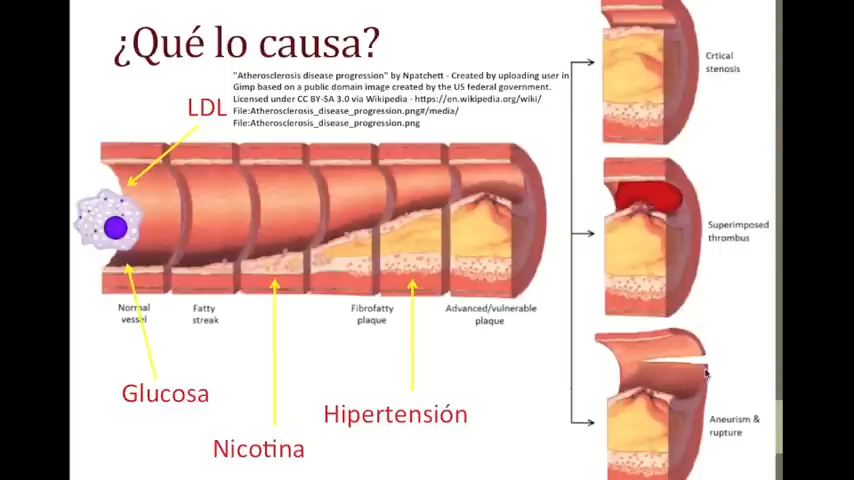 ¿Qué lo causa?
"Atherosclerosis disease progression" by Npatchett - Created by uploading user in
Gimp based on a public domain image created by the US federal government.
Licensed under CC BY-SA 3.0 via Wikipedia - https://en.wikipedia.org/wiki/
File:Atherosclerosis_disease_progression.png#/media/
File:Atherosclerosis_disease_progression.png
LDL
Crtical
stenosis
Superimposed
thrombus
Normal
vessel
Fatty
streak
Fibrofatty
plaque
Advanced/vulnerable
plaque
Glucosa
Hipertensión
Nicotina
Aneurism &
rupture